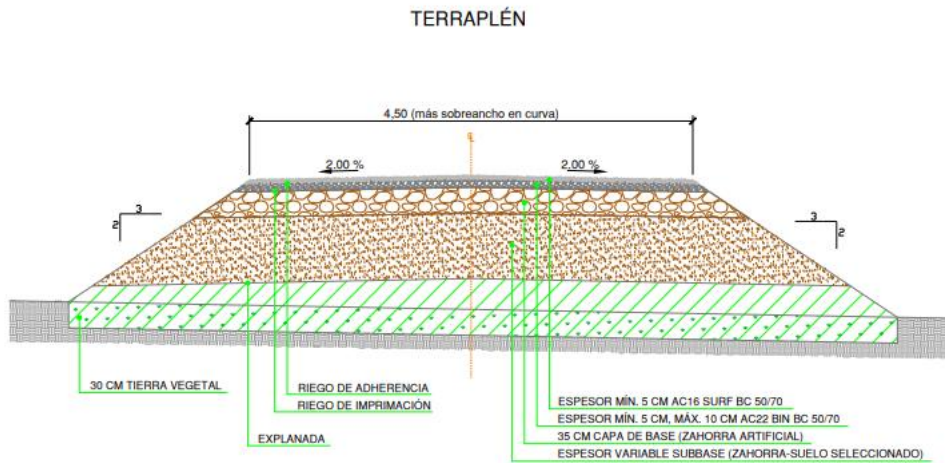 TERRAPLÉN
4,50 (más sobreancho en curva)
2,00 %
2,00 %
3
2
3
2
30 CM TIERRA VEGETAL
RIEGO DE ADHERENCIA
RIEGO DE IMPRIMACIÓN
EXPLANADA
ESPESOR MÍN. 5 CM AC16 SURF BC 50/70
ESPESOR MÍN. 5 CM, MÁX. 10 CM AC22 BIN BC 50/70
35 CM CAPA DE BASE (ZAHORRA ARTIFICIAL)
ESPESOR VARIABLE SUBBASE (ZAHORRA-SUELO SELECCIONADO)